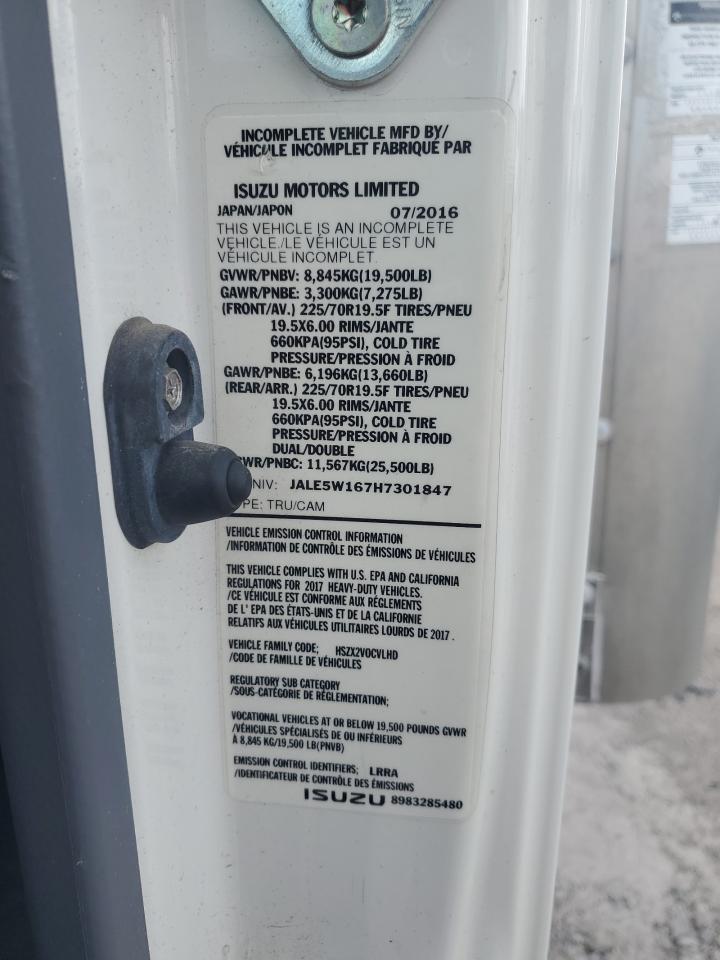 INCOMPLETE VEHICLE MFD BY/
VÉHICULE INCOMPLET FABRIQUÉ PAR
ISUZU MOTORS LIMITED
JAPAN/JAPON 07/2016
THIS VEHICLE IS AN INCOMPLETE
VEHICLE./LE VÉHICULE EST UN
VÉHICULE INCOMPLET.
GVWR/PNBV: 8,845KG(19,500LB)
GAWR/PNBE: 3,300KG(7,275LB)
(FRONT/AV.) 225/70R19.5F TIRES/PNEU
19.5X6.00 RIMS/JANTE
660KPA(95PSI), COLD TIRE
PRESSURE/PRESSION À FROID
GAWR/PNBE: 6,196KG(13,660LB)
(REAR/ARR.) 225/70R19.5F TIRES/PNEU
19.5X6.00 RIMS/JANTE
660KPA(95PSI), COLD TIRE
PRESSURE/PRESSION À FROID
DUAL/DOUBLE
WR/PNBC: 11,567KG(25,500LB)
NIV: JALE5W167H7301847
PE: TRU/CAM
VEHICLE EMISSION CONTROL INFORMATION
/INFORMATION DE CONTRÔLE DES ÉMISSIONS DE VÉHICULES
THIS VEHICLE COMPLIES WITH U.S. EPA AND CALIFORNIA
REGULATIONS FOR 2017 HEAVY-DUTY VEHICLES.
/CE VÉHICULE EST CONFORME AUX RÉGLEMENTS
DE L' EPA DES ÉTATS-UNIS ET DE LA CALIFORNIE
RELATIFS AUX VÉHICULES UTILITAIRES LOURDS DE 2017 .
VEHICLE FAMILY CODE; HSZX2VOCVLHD
/CODE DE FAMILLE DE VÉHICULES
REGULATORY SUB CATEGORY
/SOUS-CATÉGORIE DE RÉGLEMENTATION;
VOCATIONAL VEHICLES AT OR BELOW 19,500 POUNDS GVWR
/VÉHICULES SPÉCIALISÉS DE OU INFÉRIEURS
À 8,845 KG/19,500 LB(PNVB)
EMISSION CONTROL IDENTIFIERS; LRRA
/IDENTIFICATEUR DE CONTRÔLE DES ÉMISSIONS
ISUZU 8983285480